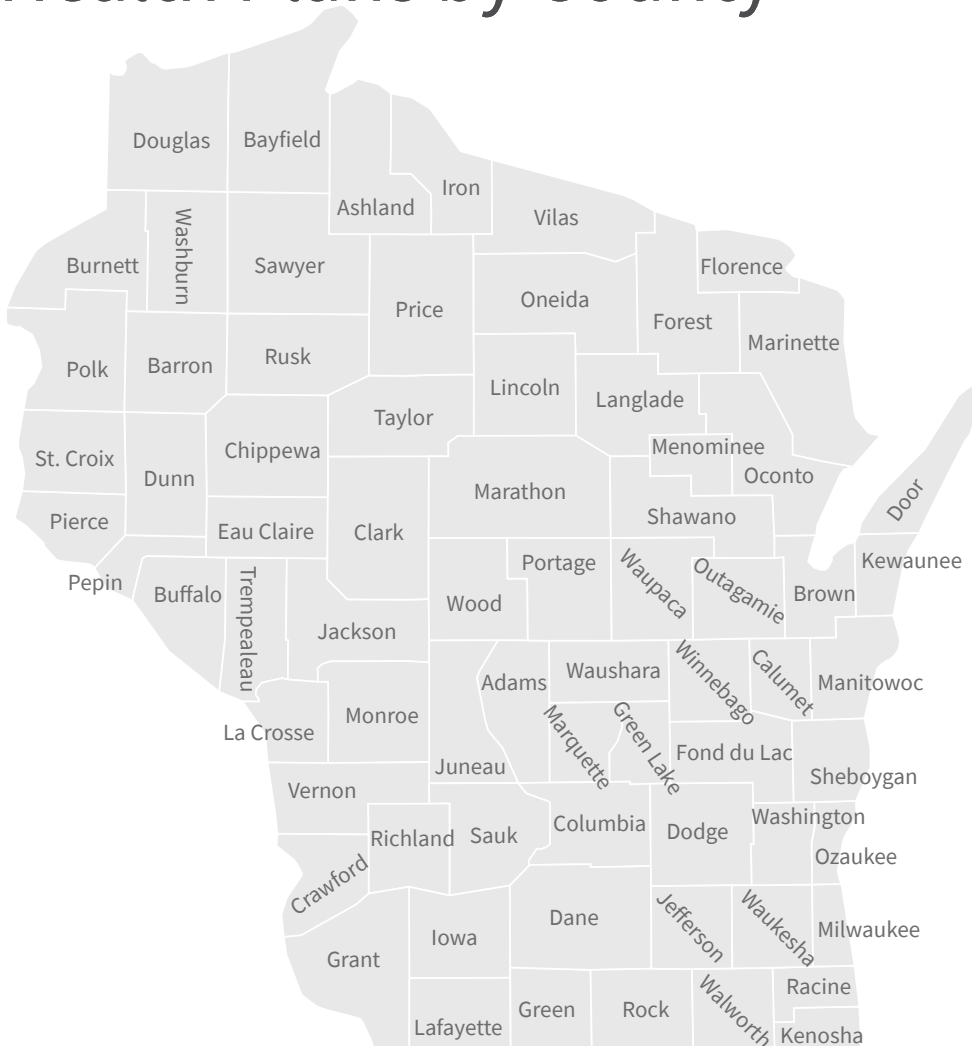 Health Plans by County
Douglas
Bayfield
Iron
Ashland
Vilas
Washburn
Burnett
Sawyer
Florence
Price
Oneida
Forest
Marinette
Polk
Barron
Rusk
Lincoln
Langlade
Taylor
Menominee
St. Croix
Dunn
Chippewa
Marathon
Oconto
Door
Pierce
Eau Claire
Clark
Shawano
Kewaunee
Pepin
Buffalo
Trempealeau
Portage
Waupaca
Outagamie
Brown
Wood
Jackson
Adams
Waushara
Winnebago
Calumet
Manitowoc
La Crosse
Monroe
Marquette
Green Lake
Fond du Lac
Juneau
Sheboygan
Vernon
Richland
Sauk
Columbia
Dodge
Washington
Ozaukee
Crawford
Dane
Jefferson
Waukesha
Milwaukee
Iowa
Grant
Racine
Lafayette
Green
Rock
Walworth
Kenosha